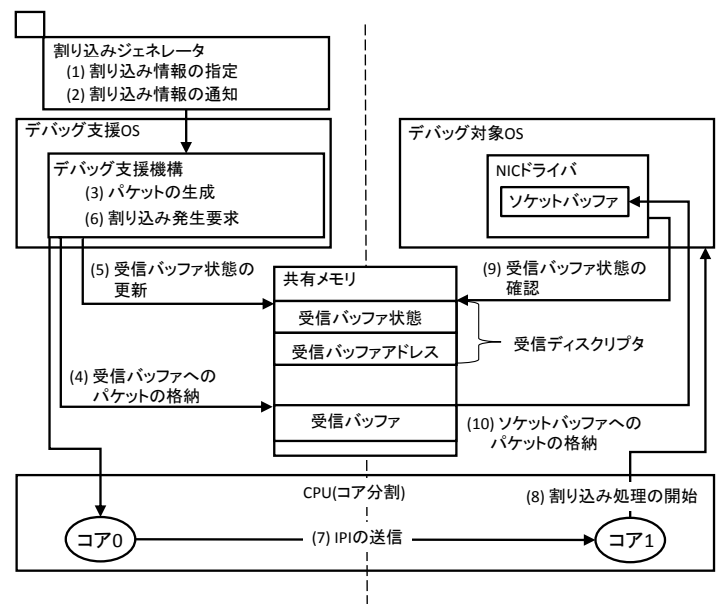 割り込みジェネレータ
(1) 割り込み情報の指定
(2) 割り込み情報の通知
デバッグ支援OS
デバッグ支援機構
(3) パケットの生成
(6) 割り込み発生要求
デバッグ対象OS
NICドライバ
ソケットバッファ
(5) 受信バッファ状態の
更新
共有メモリ
受信バッファ状態
受信バッファアドレス
受信バッファ
(9) 受信バッファ状態の
確認
受信ディスクリプタ
(4) 受信バッファへの
パケットの格納
(10) ソケットバッファへの
パケットの格納
CPU(コア分割)
(8) 割り込み処理の開始
コア0
(7) IPIの送信
コア1